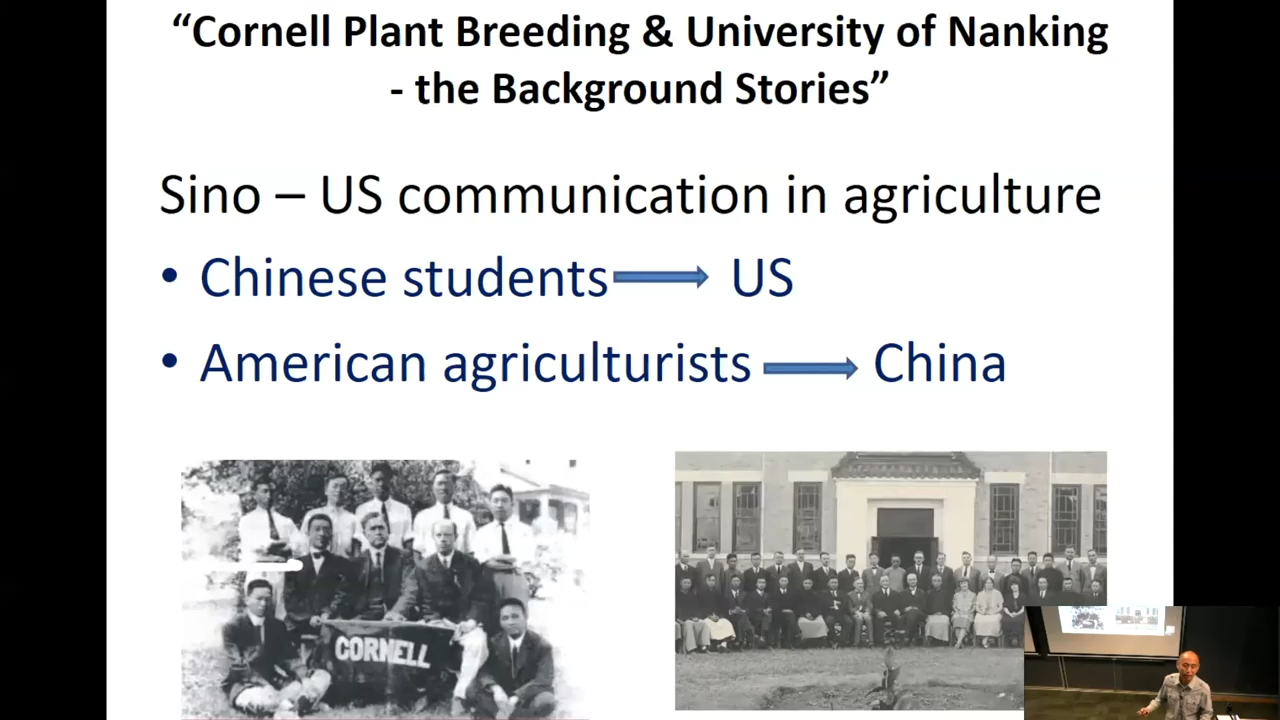 “Cornell Plant Breeding & University of Nanking
- the Background Stories”
Sino – US communication in agriculture
• Chinese students → US
• American agriculturists → China
CORNELL